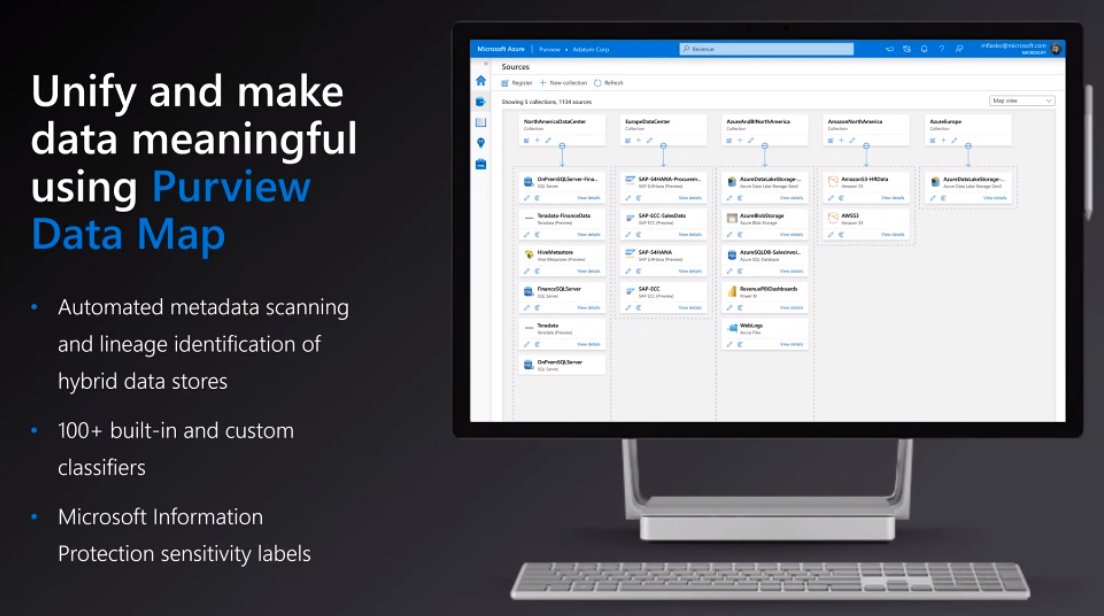 Unify and make
data meaningful
using Purview
Data Map
• Automated metadata scanning
and lineage identification of
hybrid data stores
• 100+ built-in and custom
classifiers
• Microsoft Information
Protection sensitivity labels
Microsoft Azure | Purview • Adatum Corp
Revenue
mflasko@microsoft.com
MICROSOFT
Sources
Register + New collection Refresh
Showing 5 collections, 1134 sources
Map view
NorthAmericaDataCenter
Collection
OnPremSQLServer-Fina...
SQL Server
View details
Teradata-FinanceData
Teradata (Preview)
View details
HiveMetastore
Hive Metastore (Preview)
View details
FinanceSQLServer
SQL Server
View details
Teradata
Teradata (Preview)
View details
OnPremSQLServer
SQL Server
EuropeDataCenter
Collection
SAP-S4HANA-Procurem...
SAP S4Hana (Preview)
View details
SAP-ECC-SalesData
SAP ECC (Preview)
View details
SAP-S4HANA
SAP S4Hana (Preview)
View details
SAP-ECC
SAP ECC (Preview)
View details
AzureAndBINorthAmerica
Collection
AzureDataLakeStorage-...
Azure Data Lake Storage Gen2
View details
AzureBlobStorage
Azure Blob Storage
View details
AzureSQLDB-SalesInvoi...
Azure SQL Database
View details
RevenuePBIDashboards
Power BI
View details
WebLogs
Azure Files
View details
AmazonNorthAmerica
Collection
AmazonS3-HRData
Amazon S3
View details
AWSS3
Amazon S3
View details
AzureEurope
Collection
AzureDataLakeStorage-...
Azure Data Lake Storage Gen2
View details